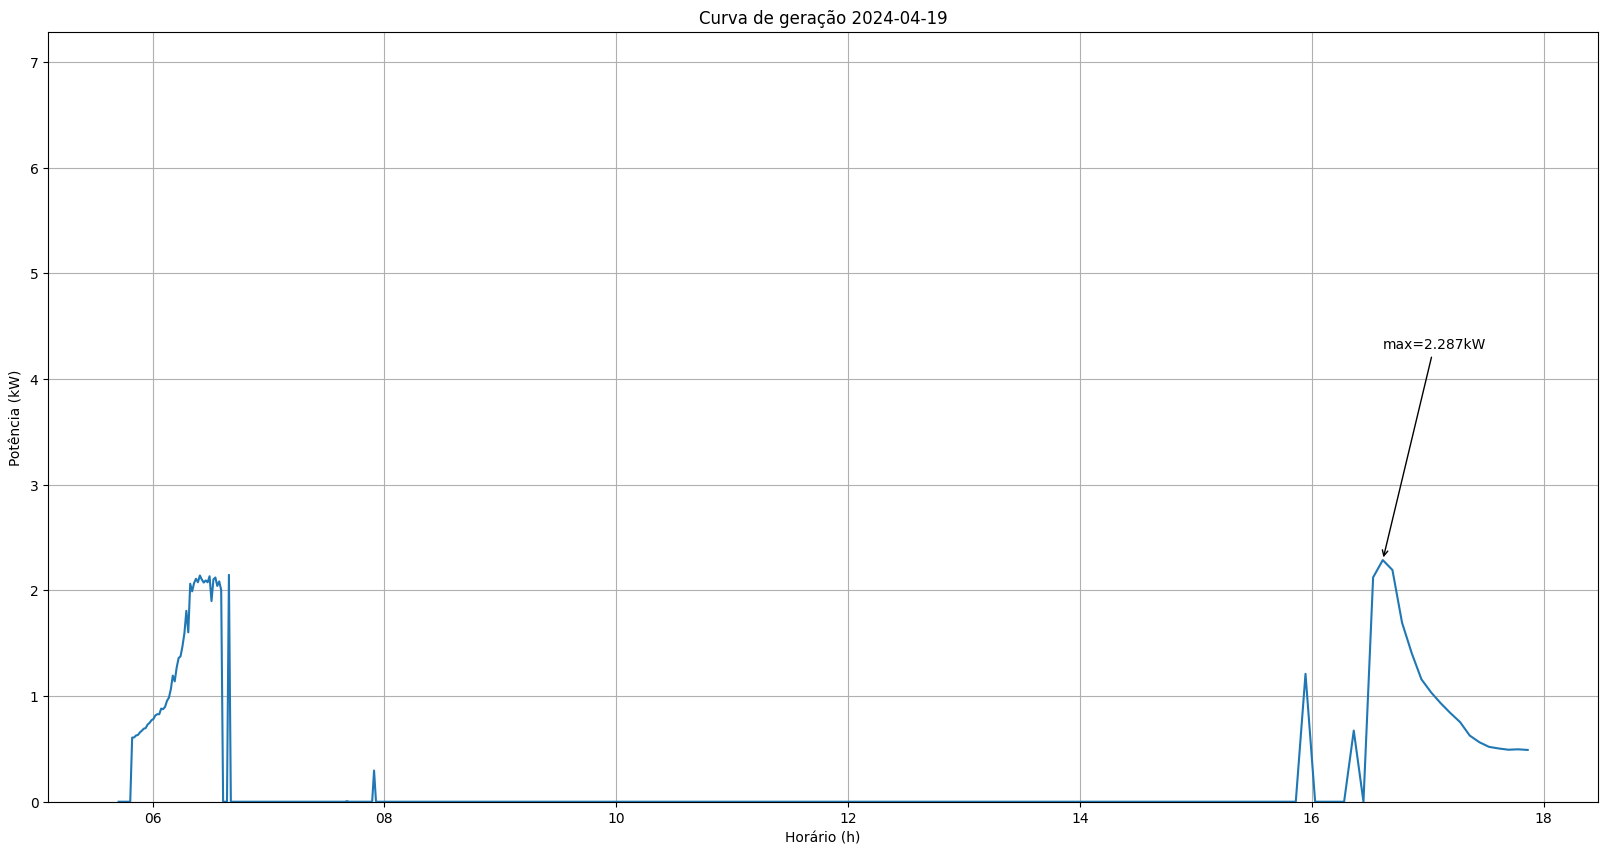 Curva de geração 2024-04-19
7
6
5
4
3
2
1
0
Potência (kW)
max=2.287kW
06 08 10 12 14 16 18
Horário (h)